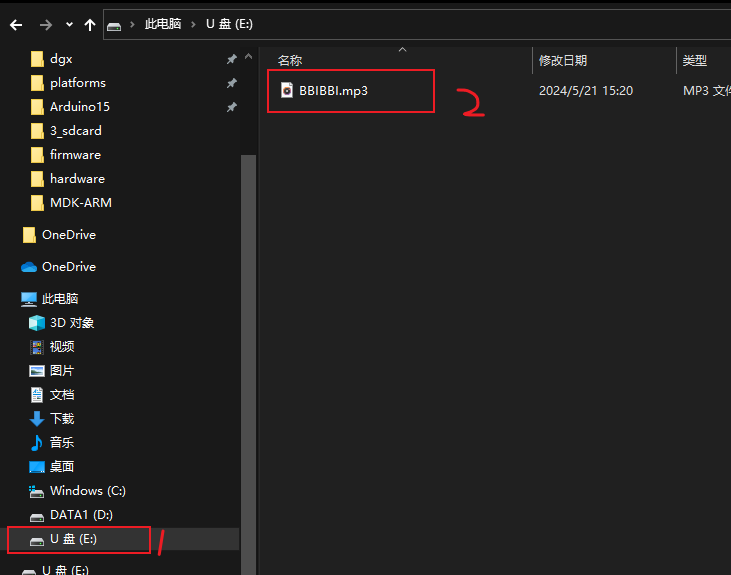 此电脑 U 盘 (E:)
dgx
platforms
Arduino15
3_sdcard
firmware
hardware
MDK-ARM
OneDrive
OneDrive
此电脑
3D 对象
视频
图片
文档
下载
音乐
桌面
Windows (C:)
DATA1 (D:)
U 盘 (E:)
1
U 盘 (E:)
名称 修改日期 类型
BBIBBI.mp3 2024/5/21 15:20 MP3 文件
2